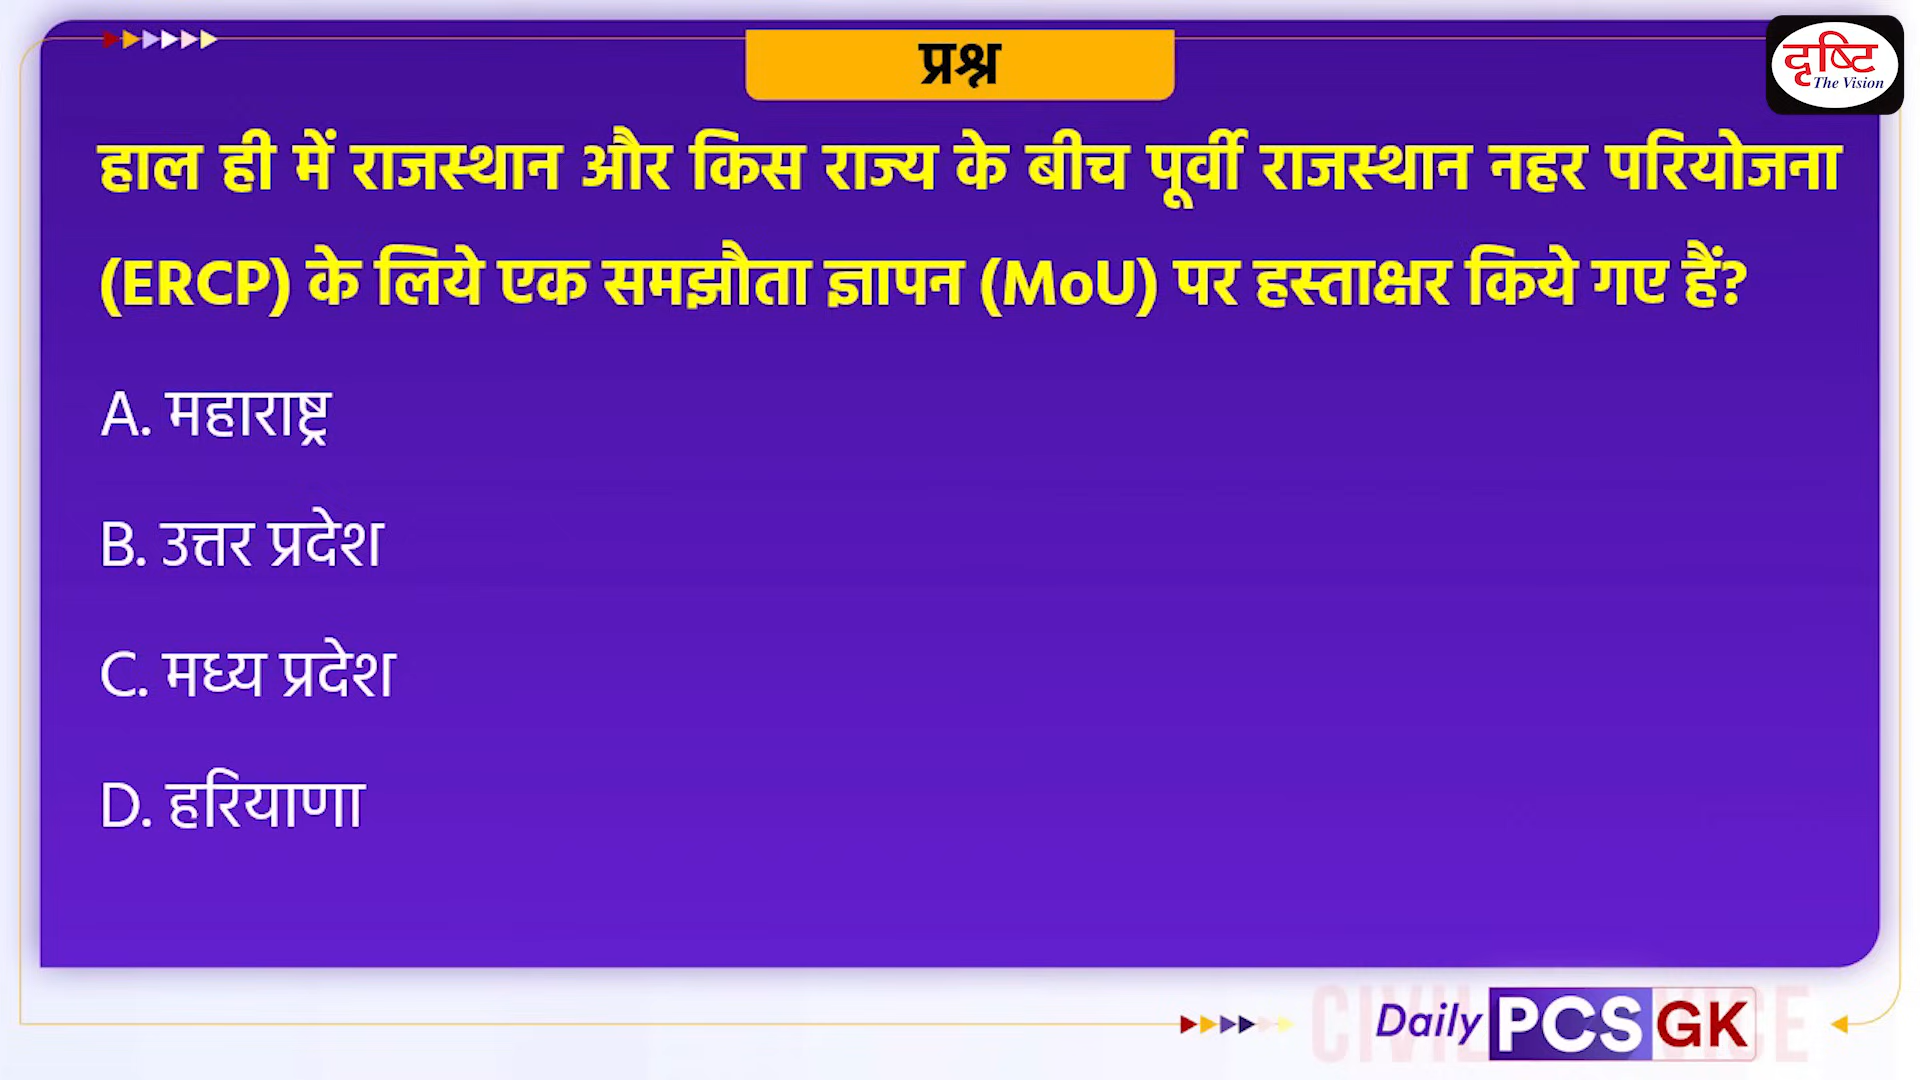 प्रश्न
दृष्टि
The Vision
हाल ही में राजस्थान और किस राज्य के बीच पूर्वी राजस्थान नहर परियोजना
(ERCP) के लिये एक समझौता ज्ञापन (MoU) पर हस्ताक्षर किये गए हैं?
A. महाराष्ट्र
B. उत्तर प्रदेश
C. मध्य प्रदेश
D. हरियाणा
Daily PCS GK